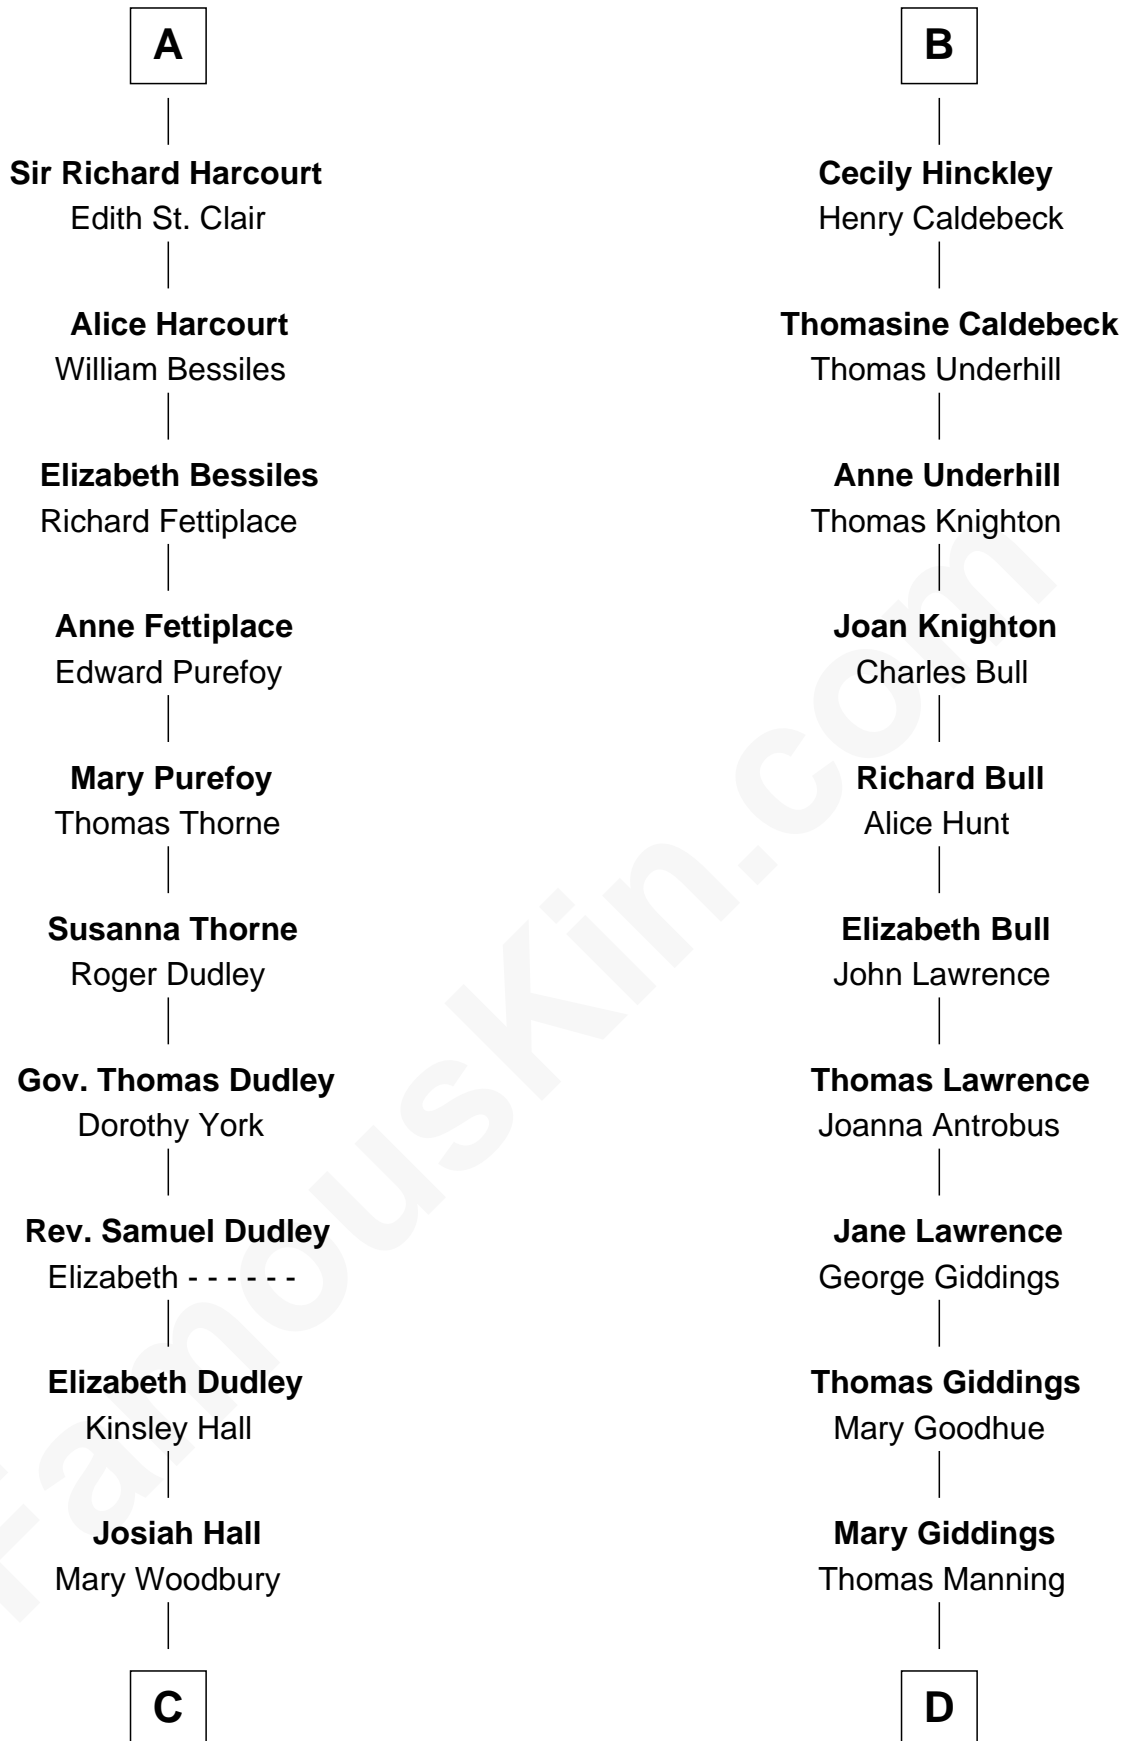 A
Sir Richard Harcourt
Edith St. Clair
Alice Harcourt
William Bessiles
Elizabeth Bessiles
Richard Fettiplace
Anne Fettiplace
Edward Purefoy
Mary Purefoy
Thomas Thorne
Susanna Thorne
Roger Dudley
Gov. Thomas Dudley
Dorothy York
Rev. Samuel Dudley
Elizabeth - - - - - -
Elizabeth Dudley
Kinsley Hall
Josiah Hall
Mary Woodbury
C
B
Cecily Hinckley
Henry Caldebeck
Thomasine Caldebeck
Thomas Underhill
Anne Underhill
Thomas Knighton
Joan Knighton
Charles Bull
Richard Bull
Alice Hunt
Elizabeth Bull
John Lawrence
Thomas Lawrence
Joanna Antrobus
Jane Lawrence
George Giddings
Thomas Giddings
Mary Goodhue
Mary Giddings
Thomas Manning
D
FamousKin.com